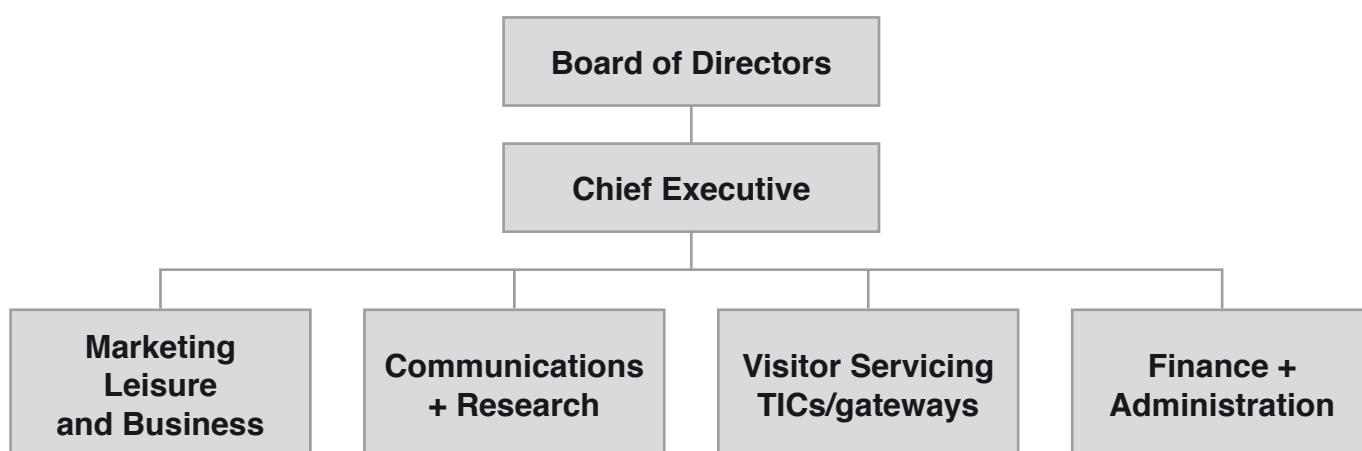 Board of Directors
Chief Executive
Marketing
Leisure
and Business
Communications
+ Research
Visitor Servicing
TICs/gateways
Finance +
Administration